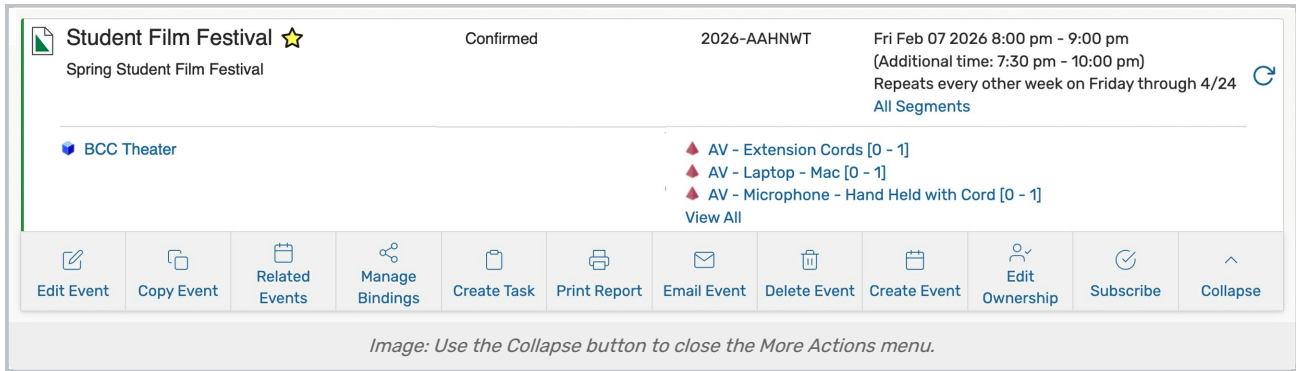 Student Film Festival
Confirmed
2026-AAHNWT
Fri Feb 07 2026 8:00 pm - 9:00 pm
Spring Student Film Festival
(Additional time: 7:30 pm - 10:00 pm)
Repeats every other week on Friday through 4/24
All Segments
BCC Theater
AV - Extension Cords [0 - 1]
AV - Laptop - Mac [0 - 1]
AV - Microphone - Hand Held with Cord [0 - 1]
View All
Edit Event
Copy Event
Related
Events
Manage
Bindings
Create Task
Print Report
Email Event
Delete Event
Create Event
Edit
Ownership
Subscribe
Collapse
Image: Use the Collapse button to close the More Actions menu.